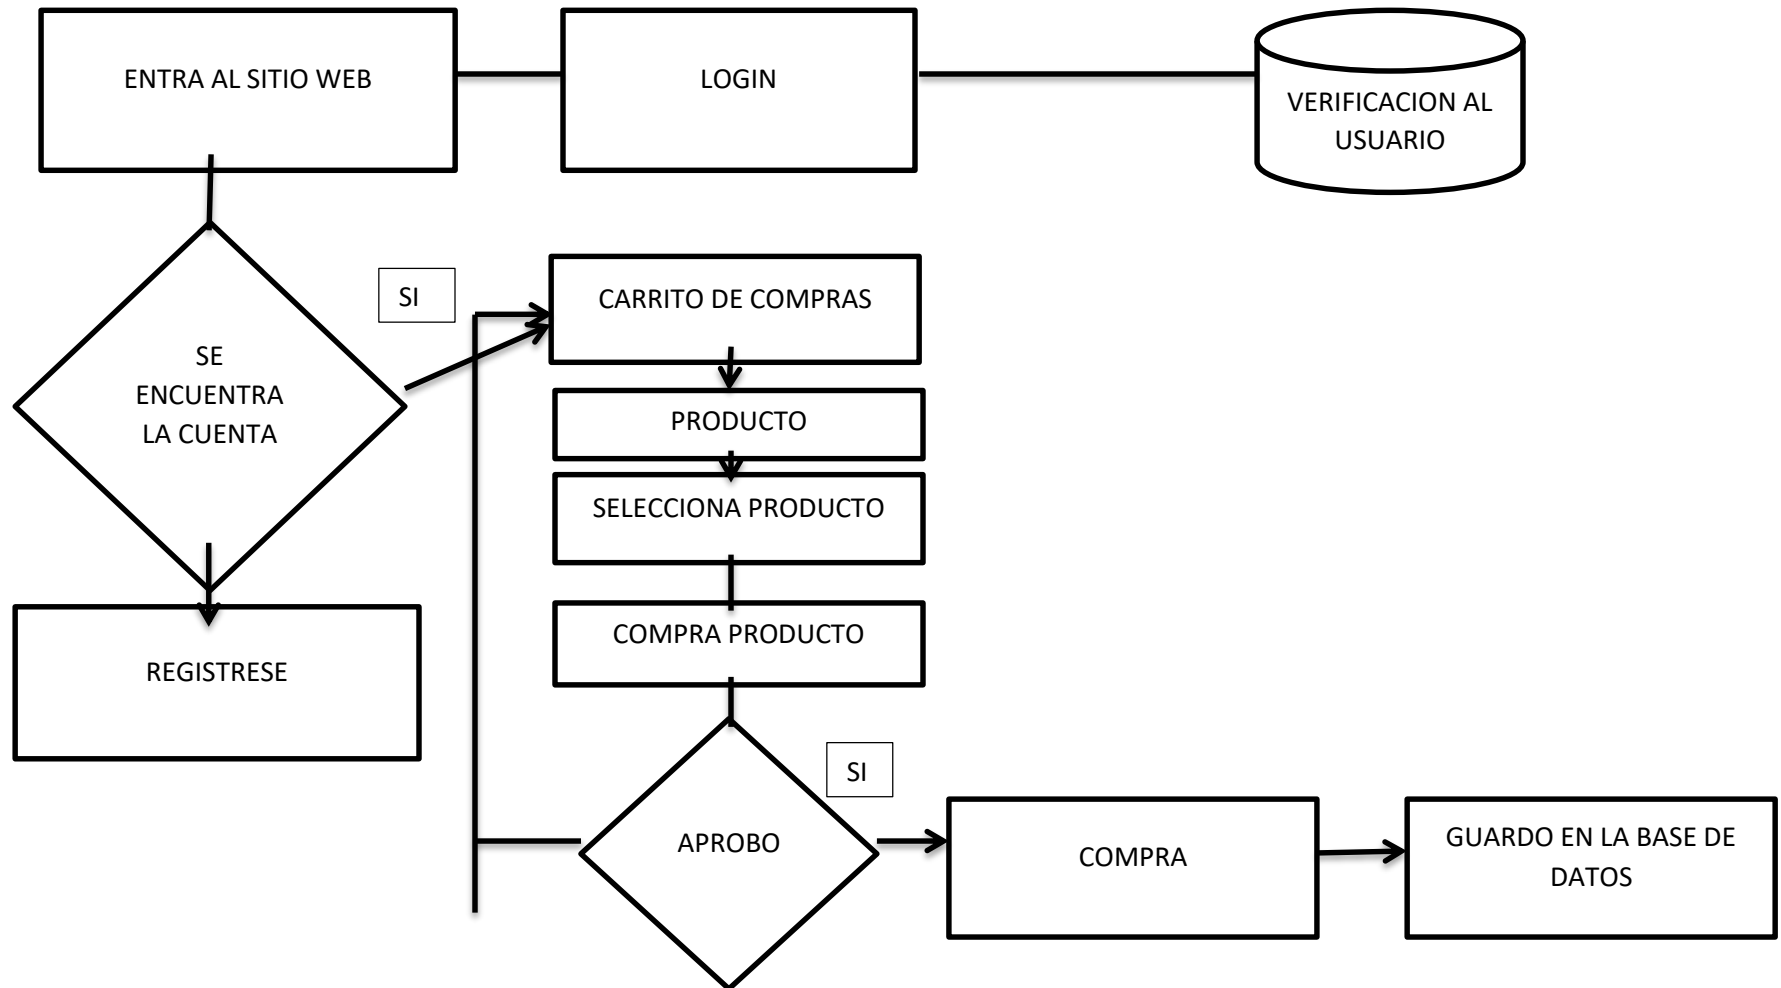 ENTRA AL SITIO WEB
LOGIN
VERIFICACION AL
USUARIO
SE
ENCUENTRA
LA CUENTA
SI
CARRITO DE COMPRAS
PRODUCTO
SELECCIONA PRODUCTO
COMPRA PRODUCTO
REGISTRESE
APROBO
SI
COMPRA
GUARDO EN LA BASE DE
DATOS